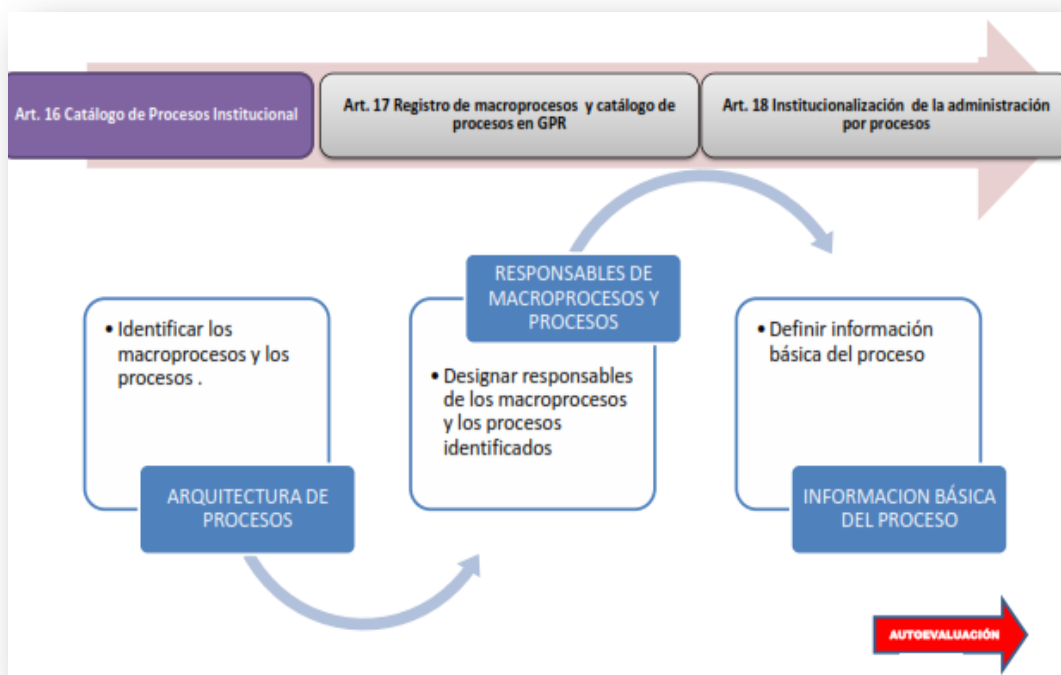 Art. 16 Catálogo de Procesos Institucional
Art. 17 Registro de macroprocesos y catálogo de
procesos en GPR
Art. 18 Institucionalización de la administración
por procesos
• Identificar los
macroprocesos y los
procesos .
ARQUITECTURA DE
PROCESOS
RESPONSABLES DE
MACROPROCESOS Y
PROCESOS
• Designar responsables
de los macroprocesos
y los procesos
identificados
• Definir información
básica del proceso
INFORMACION BÁSICA
DEL PROCESO
AUTOEVALUACIÓN